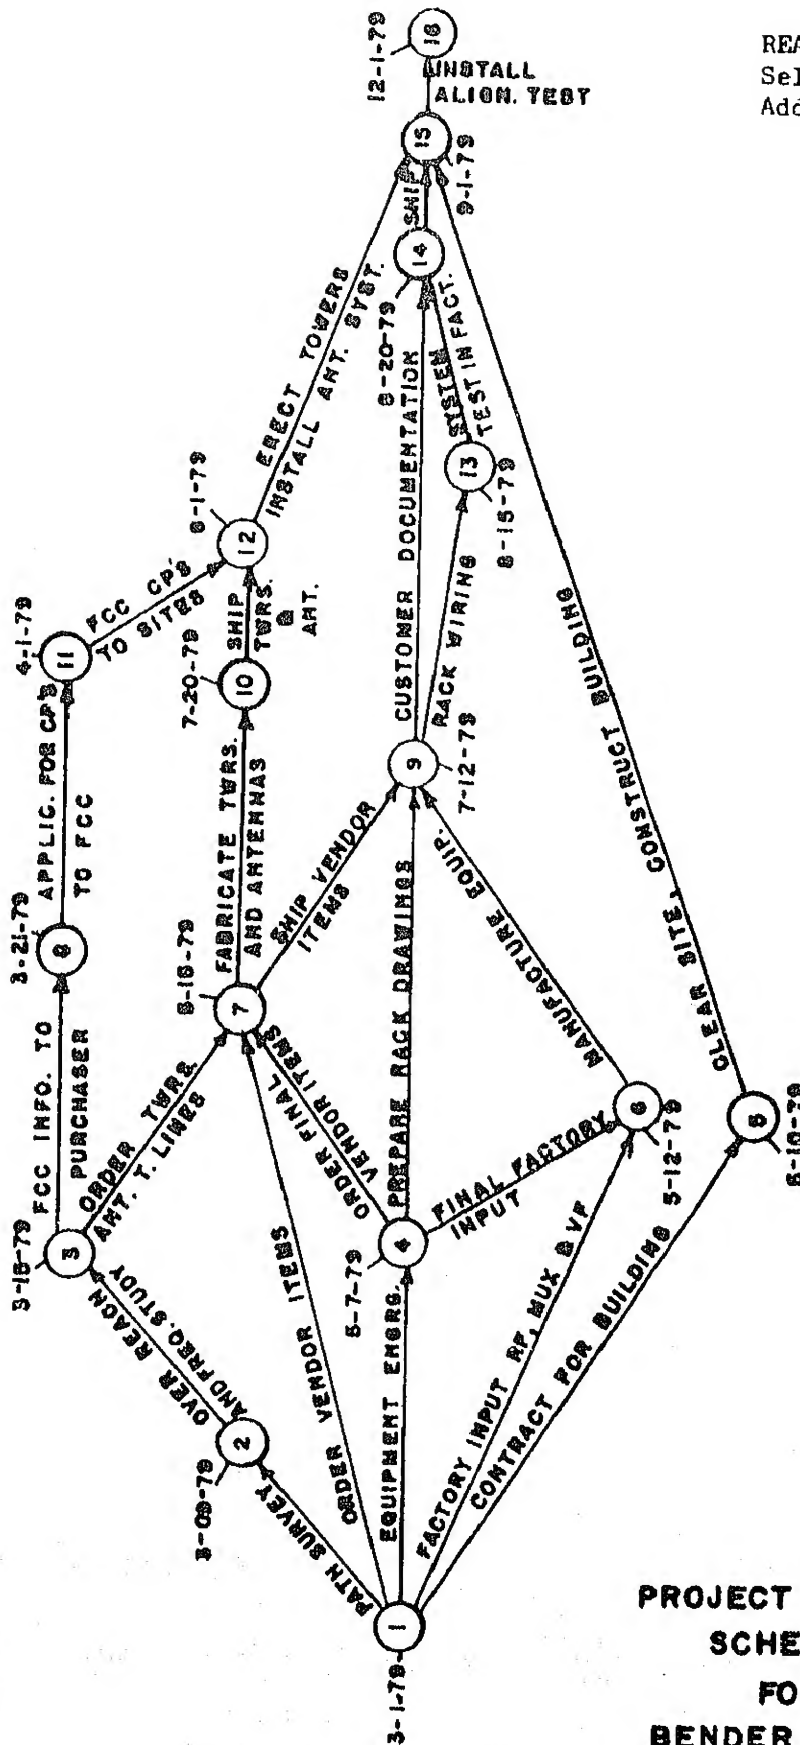 REA
Sel
Add
12-1-79
16
INSTALL
ALIGN. TEST
15
9-1-79
SHIP
14
8-20-79
SYSTEM
TEST IN FACT.
13
8-15-79
ERECT TOWERS
INSTALL ANT. SYST.
8-1-79
12
FCC CP'S
TO SITES
4-1-79
11
SHIP
TWRS.
&
ANT.
7-20-79
10
CUSTOMER DOCUMENTATION
RACK WIRING
9
7-12-79
APPLIC. FOR CP'S
TO FCC
3-21-79
8
FABRICATE TWRS.
AND ANTENNAS
SHIP VENDOR
ITEMS
7
PREPARE RACK DRAWINGS
MANUFACTURE EQUIP.
CLEAR SITE, CONSTRUCT BUILDING
FCC INFO. TO
PURCHASER
ORDER TWRS.
ANT. T. LINES
3
ORDER FINAL
VENDOR ITEMS
FINAL FACTORY
INPUT
6
5-12-79
5
4
5-7-79
OVER REACH
AND FREQ. STUDY
2
ORDER VENDOR ITEMS
EQUIPMENT ENGRG.
FACTORY INPUT RF, MUX & VF
CONTRACT FOR BUILDING
PATH SURVEY
1
3-1-79
PROJECT
SCHE
FO
BENDER